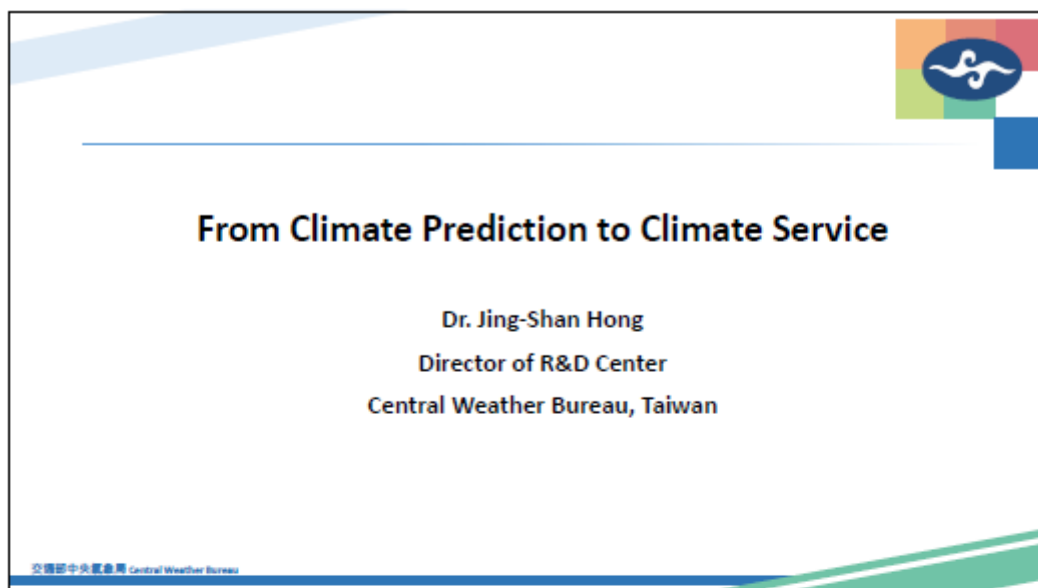 From Climate Prediction to Climate Service
Dr. Jing-Shan Hong
Director of R&D Center
Central Weather Bureau, Taiwan
交通部中央氣象局 Central Weather Bureau